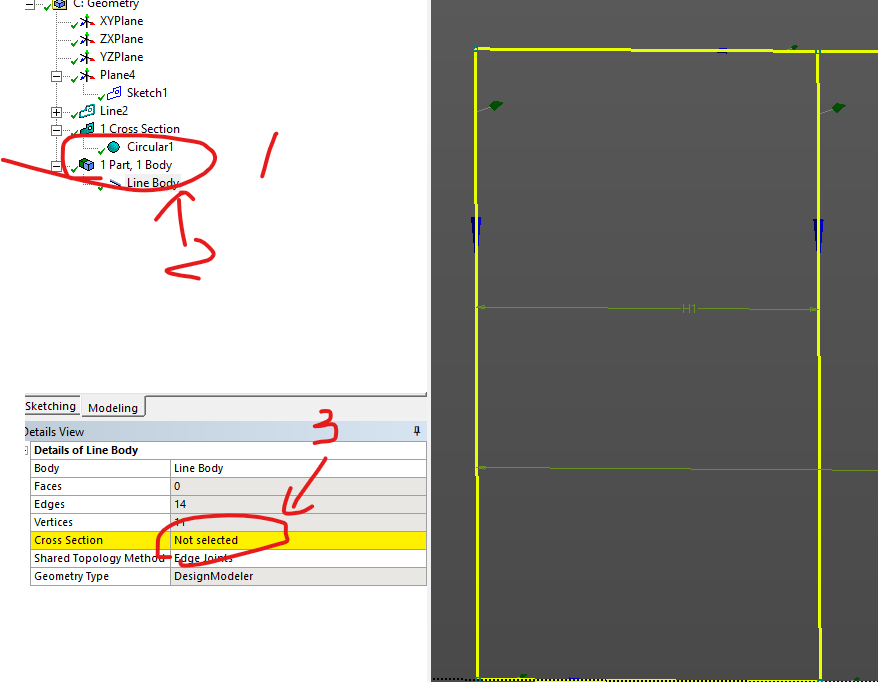 C: Geometry
XYPlane
ZXPlane
YZPlane
Plane4
Sketch1
Line2
1 Cross Section
Circular1
1 Part, 1 Body
Line Body
1
2
3
H1
Sketching Modeling
Details View
Details of Line Body
Body Line Body
Faces 0
Edges 14
Vertices 11
Cross Section Not selected
Shared Topology Method Edge Joints
Geometry Type DesignModeler